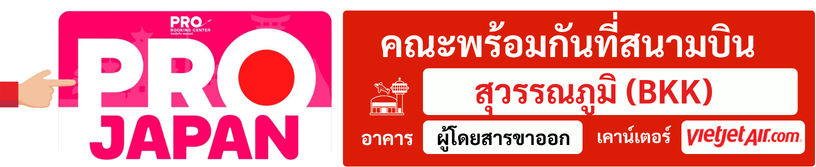 PRO
BOOKING CENTER
PRO
JAPAN
คณะพร้อมกันที่สนามบิน
สุวรรณภูมิ (BKK)
อาคาร ผู้โดยสารขาออก เคาน์เตอร์ vietjetAir.com